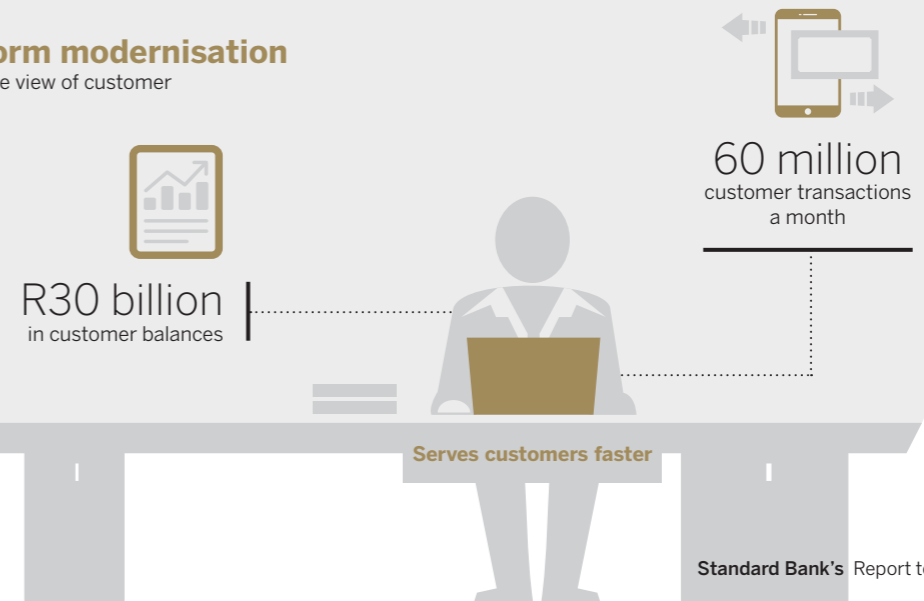 orm modernisation
e view of customer
60 million
customer transactions
a month
R30 billion
in customer balances
Serves customers faster
Standard Bank's Report to